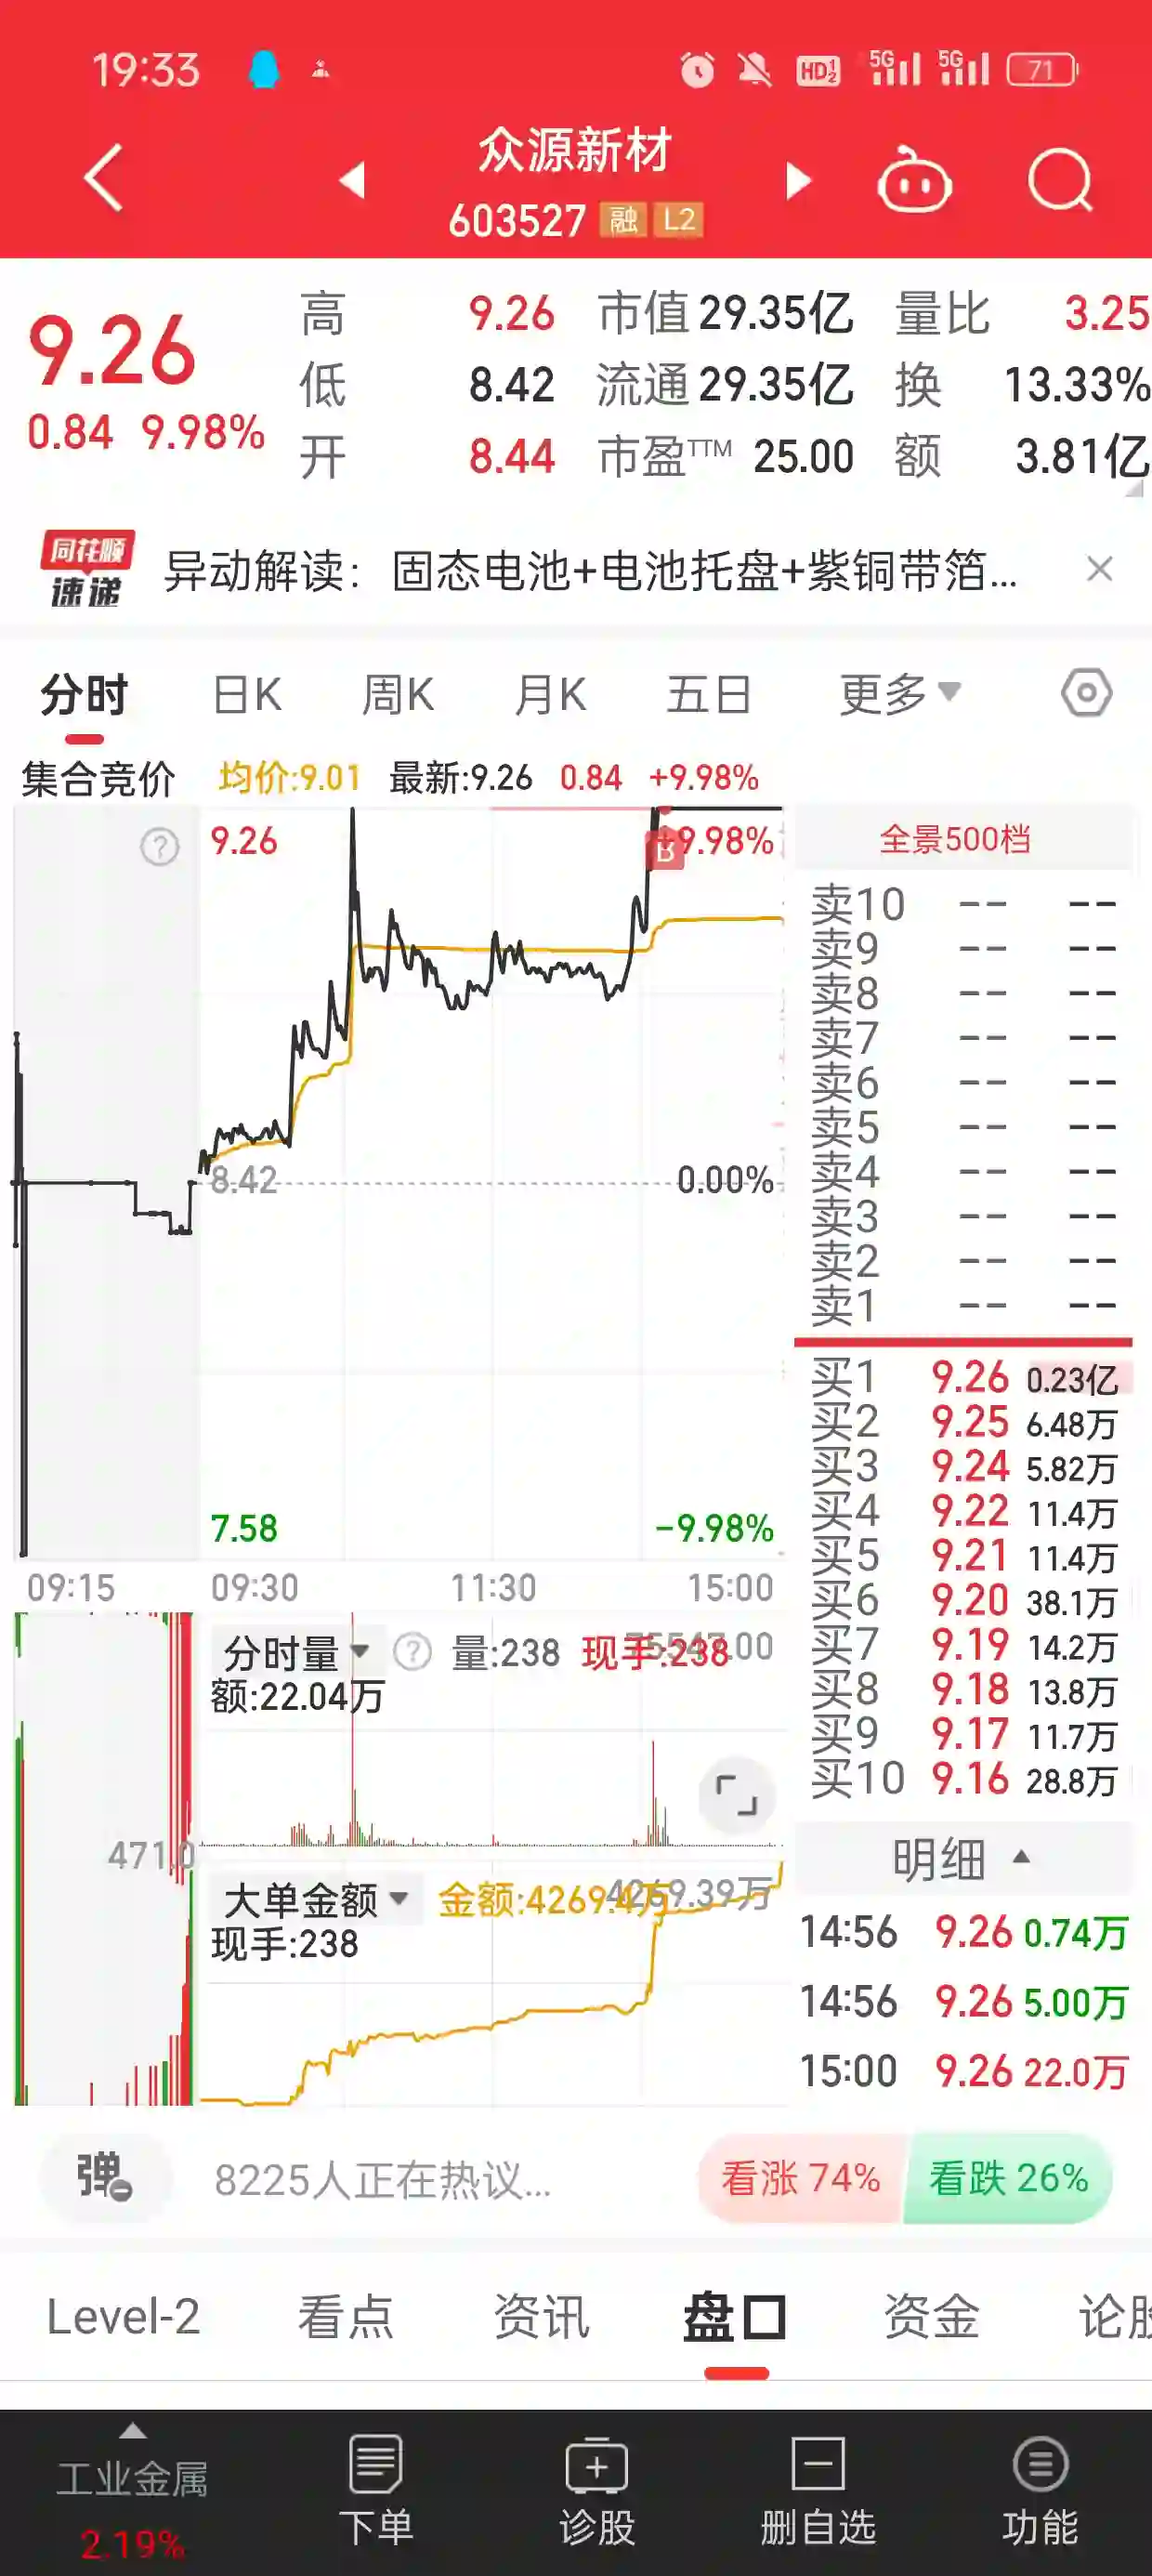 19:33 HD 1 2 5G 5G 71
众源新材
603527 融 L2
9.26
0.84 9.98%
高 9.26 市值 29.35亿 量比 3.25
低 8.42 流通 29.35亿 换 13.33%
开 8.44 市盈TTM 25.00 额 3.81亿
同花顺
速递
异动解读： 固态电池+电池托盘+紫铜带箔...
分时 日K 周K 月K 五日 更多
集合竞价 均价:9.01 最新:9.26 0.84 +9.98%
9.26 +9.98%
B
8.42 0.00%
7.58 -9.98%
09:15 09:30 11:30 15:00
全景500档
卖10 -- --
卖9 -- --
卖8 -- --
卖7 -- --
卖6 -- --
卖5 -- --
卖4 -- --
卖3 -- --
卖2 -- --
卖1 -- --
买1 9.26 0.23亿
买2 9.25 6.48万
买3 9.24 5.82万
买4 9.22 11.4万
买5 9.21 11.4万
买6 9.20 38.1万
买7 9.19 14.2万
买8 9.18 13.8万
买9 9.17 11.7万
买10 9.16 28.8万
分时量 ? 量:238 现手:238
额:22.04万
471.0
大单金额 金额:4269.4万 4269.39万
现手:238
明细
14:56 9.26 0.74万
14:56 9.26 5.00万
15:00 9.26 22.0万
弹 8225人正在热议... 看涨 74% 看跌 26%
Level-2 看点 资讯 盘口 资金 论股
工业金属
2.19%
下单 诊股 删自选 功能